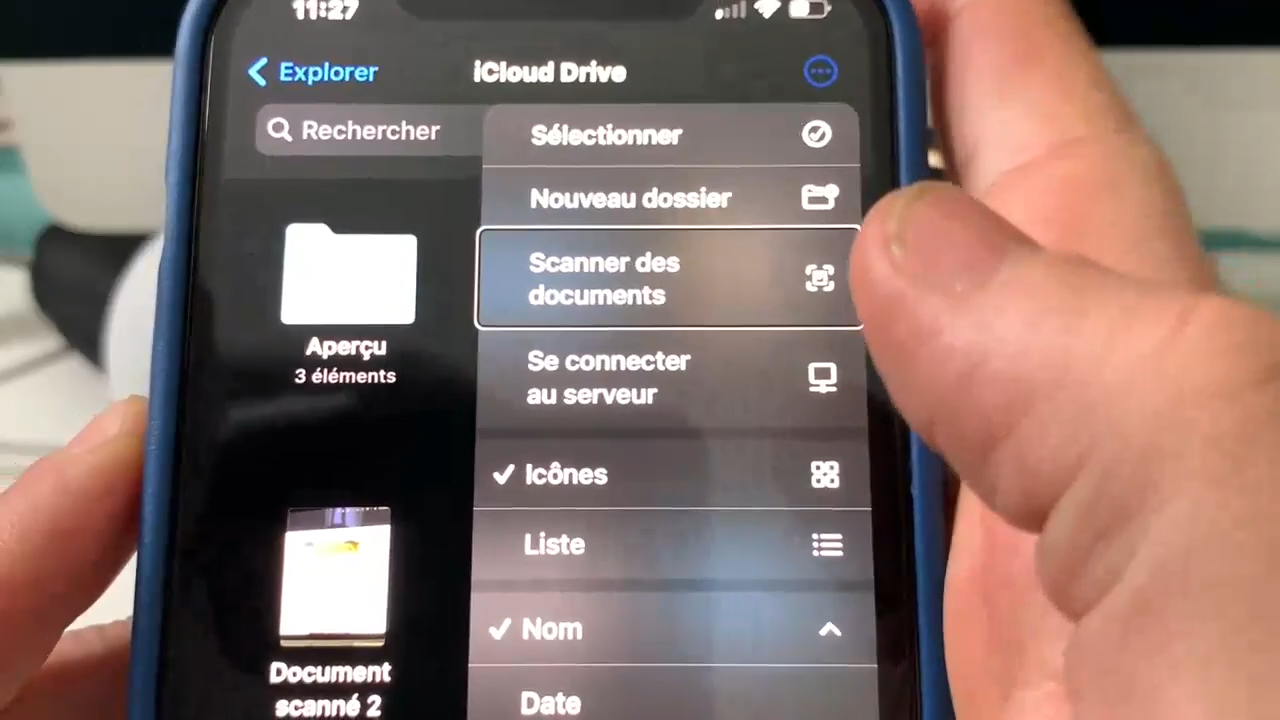 11:27
Explorer
iCloud Drive
Rechercher
Sélectionner
Nouveau dossier
Scanner des
documents
Aperçu
3 éléments
Se connecter
au serveur
Icônes
Liste
Nom
Document
scanné 2
Date